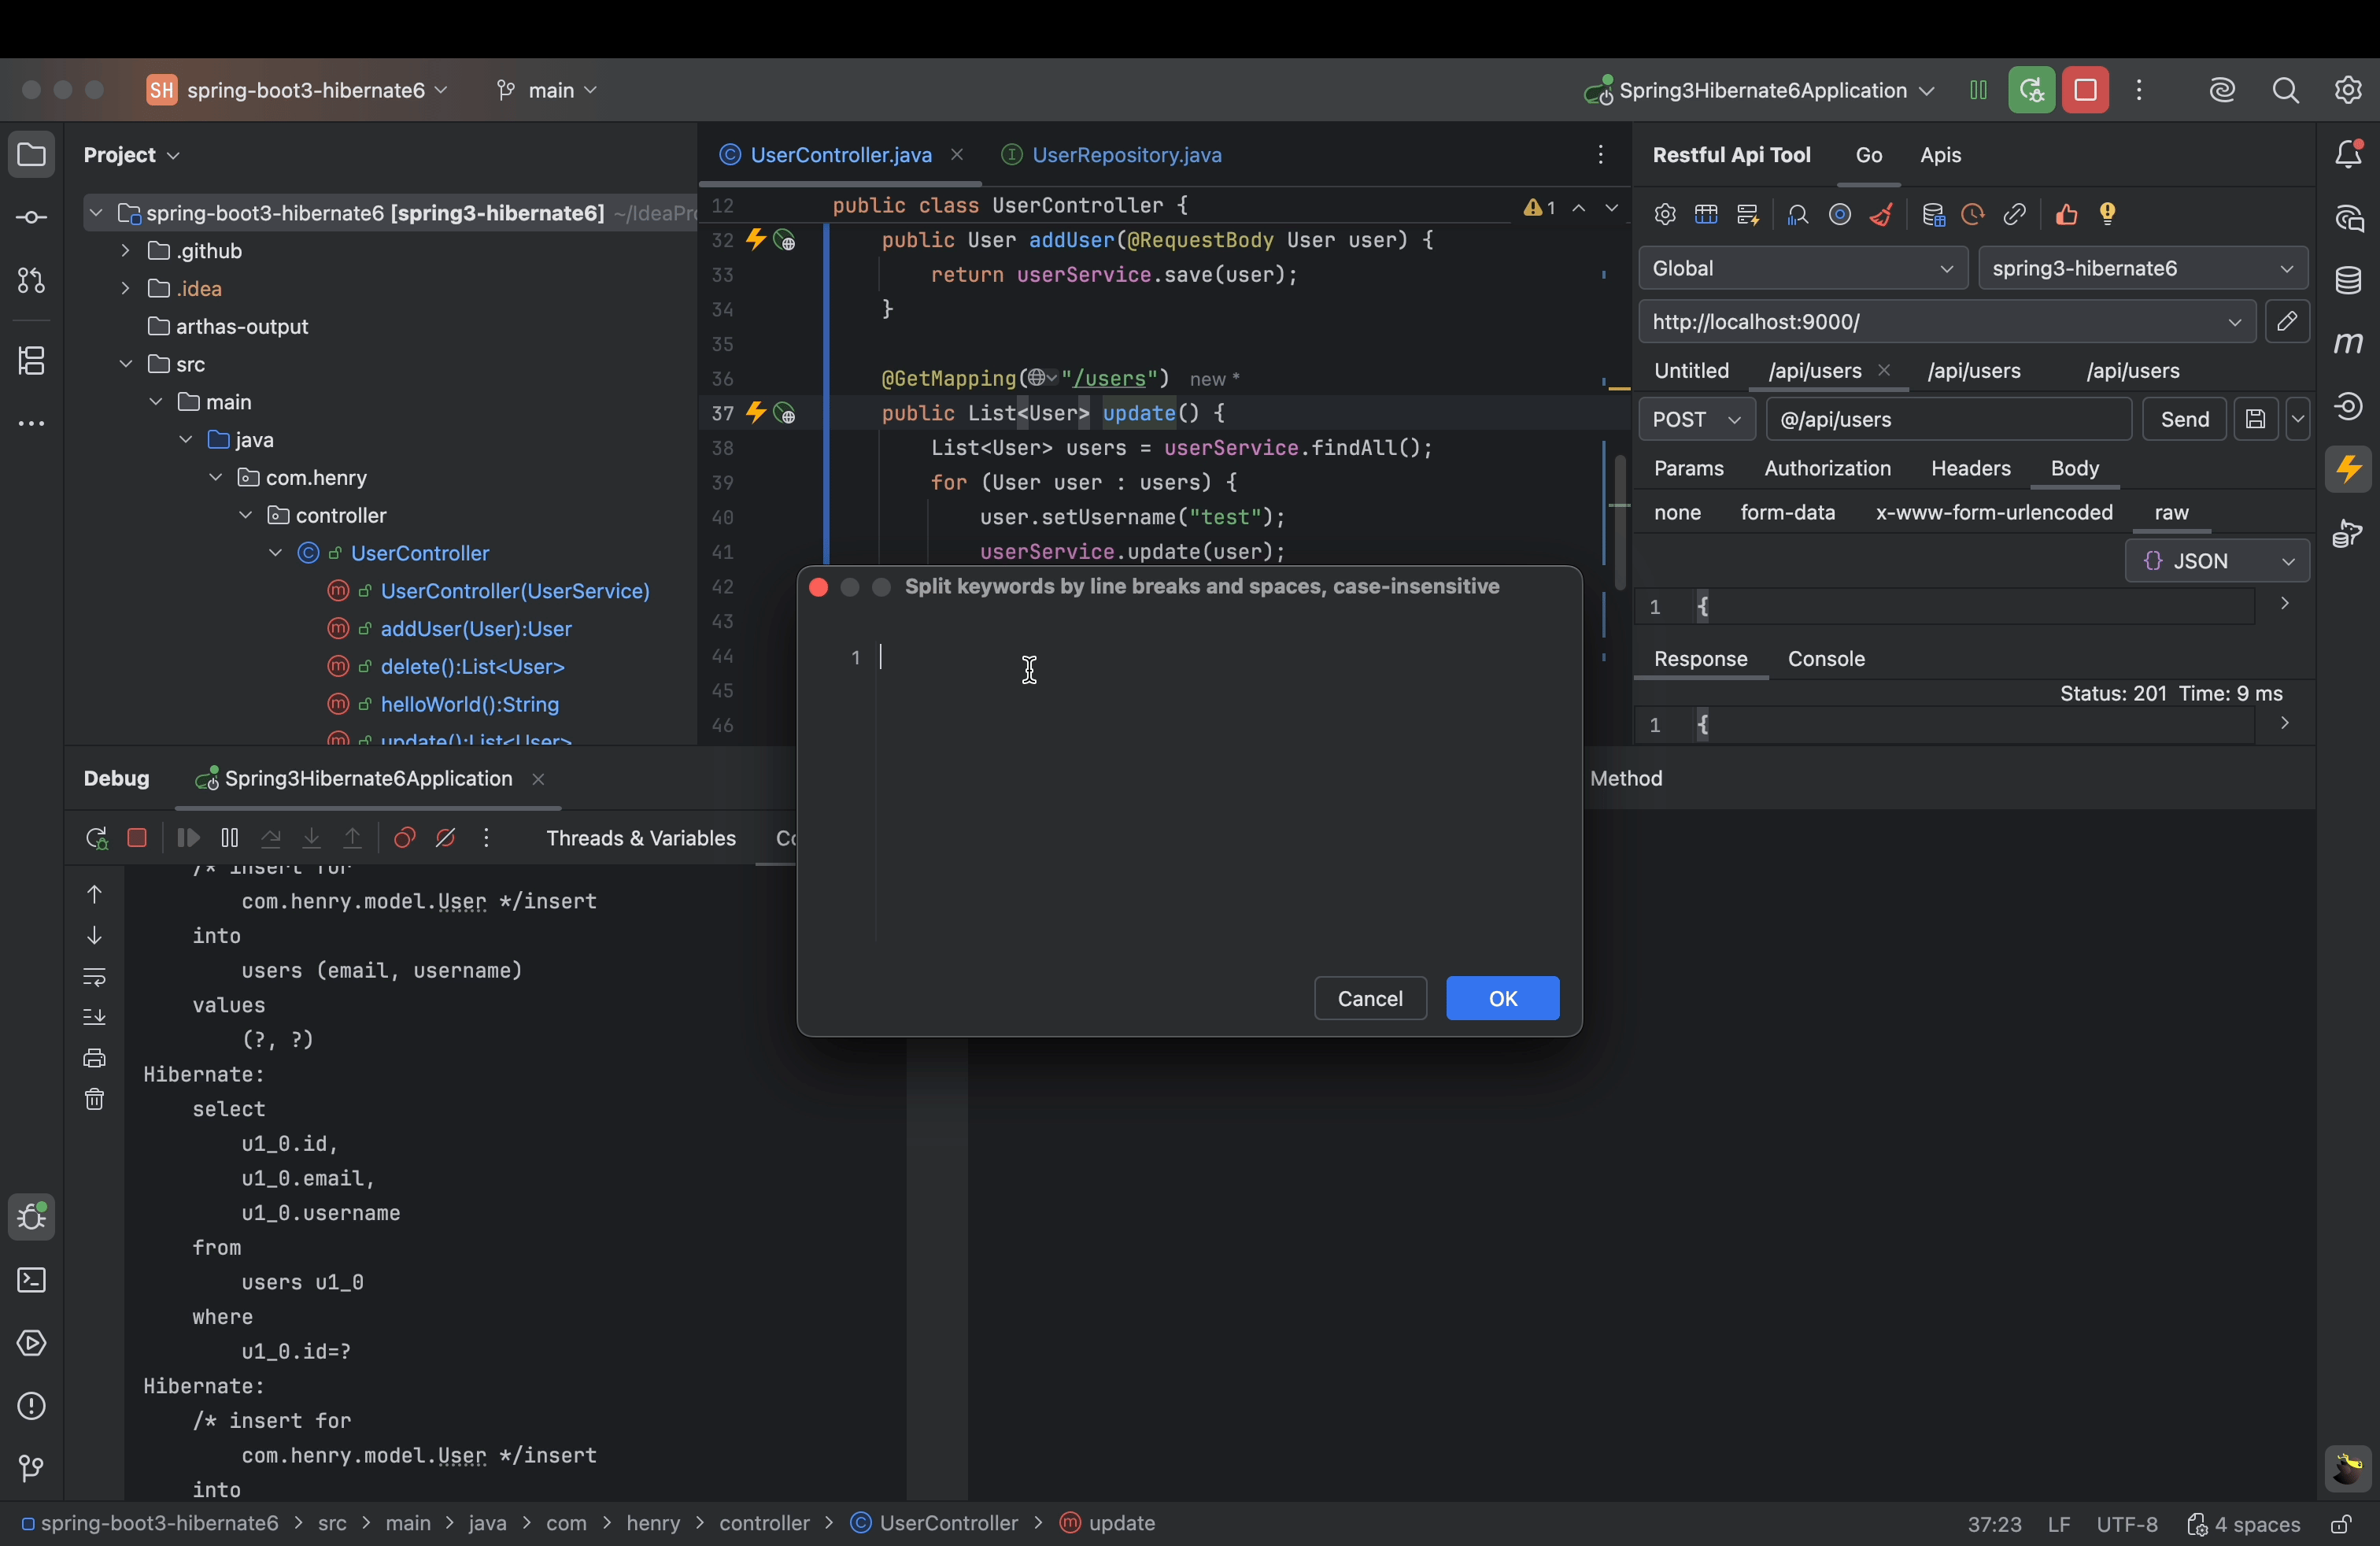 SH spring-boot3-hibernate6 main Spring3Hibernate6Application
Project
spring-boot3-hibernate6 [spring3-hibernate6] ~/IdeaPro
.github
.idea
arthas-output
src
main
java
com.henry
controller
UserController
UserController(UserService)
addUser(User):User
delete():List<User>
helloWorld():String
update():List<User>
UserController.java UserRepository.java
12 public class UserController {
1
32 public User addUser(@RequestBody User user) {
33 return userService.save(user);
34 }
35
36 @GetMapping("/users") new *
37 public List<User> update() {
38 List<User> users = userService.findAll();
39 for (User user : users) {
40 user.setUsername("test");
41 userService.update(user);
42
43
44
45
46
Restful Api Tool Go Apis
Global spring3-hibernate6
http://localhost:9000/
Untitled /api/users /api/users /api/users
POST @/api/users Send
Params Authorization Headers Body
none form-data x-www-form-urlencoded raw
{} JSON
1 {
Response Console
Status: 201 Time: 9 ms
1 {
Split keywords by line breaks and spaces, case-insensitive
1
Cancel OK
Debug Spring3Hibernate6Application Method
Threads & Variables
/* insert for
com.henry.model.User */insert
into
users (email, username)
values
(?, ?)
Hibernate:
select
u1_0.id,
u1_0.email,
u1_0.username
from
users u1_0
where
u1_0.id=?
Hibernate:
/* insert for
com.henry.model.User */insert
into
spring-boot3-hibernate6 > src > main > java > com > henry > controller > UserController > update
37:23 LF UTF-8 4 spaces